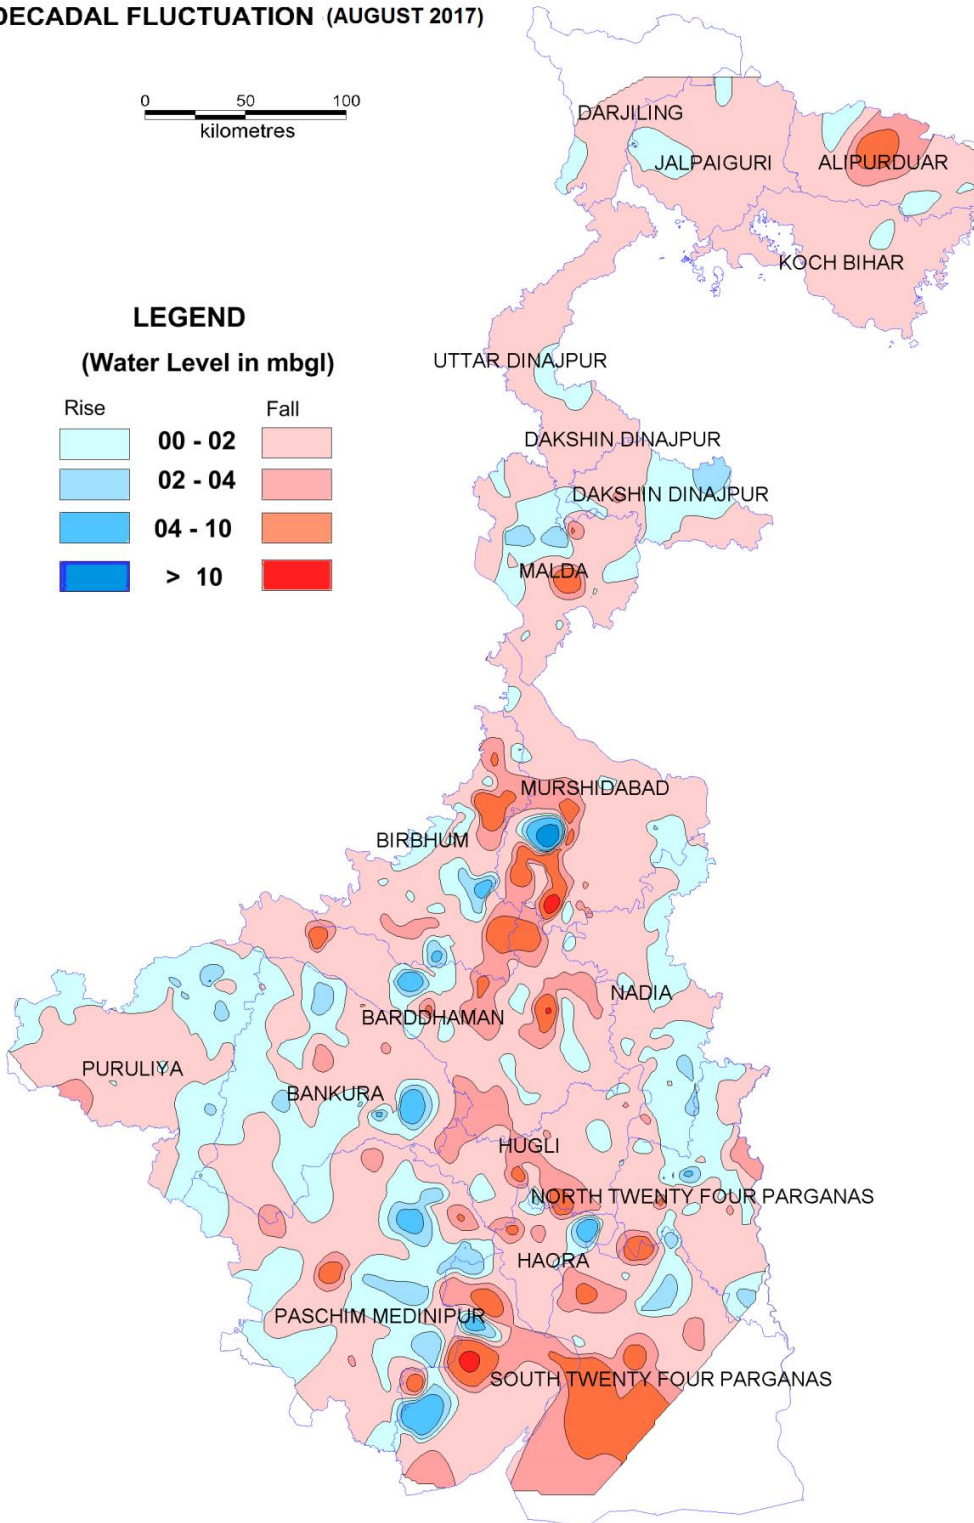 DECADAL FLUCTUATION (AUGUST 2017)
0 50 100
kilometres
DARJILING
JALPAIGURI
ALIPURDUAR
KOCH BIHAR
LEGEND
(Water Level in mbgl)
Rise Fall
00 - 02
02 - 04
04 - 10
> 10
UTTAR DINAJPUR
DAKSHIN DINAJPUR
DAKSHIN DINAJPUR
MALDA
MURSHIDABAD
BIRBHUM
NADIA
BARDDHAMAN
PURULIYA
BANKURA
HUGLI
NORTH TWENTY FOUR PARGANAS
HAORA
PASCHIM MEDINIPUR
SOUTH TWENTY FOUR PARGANAS